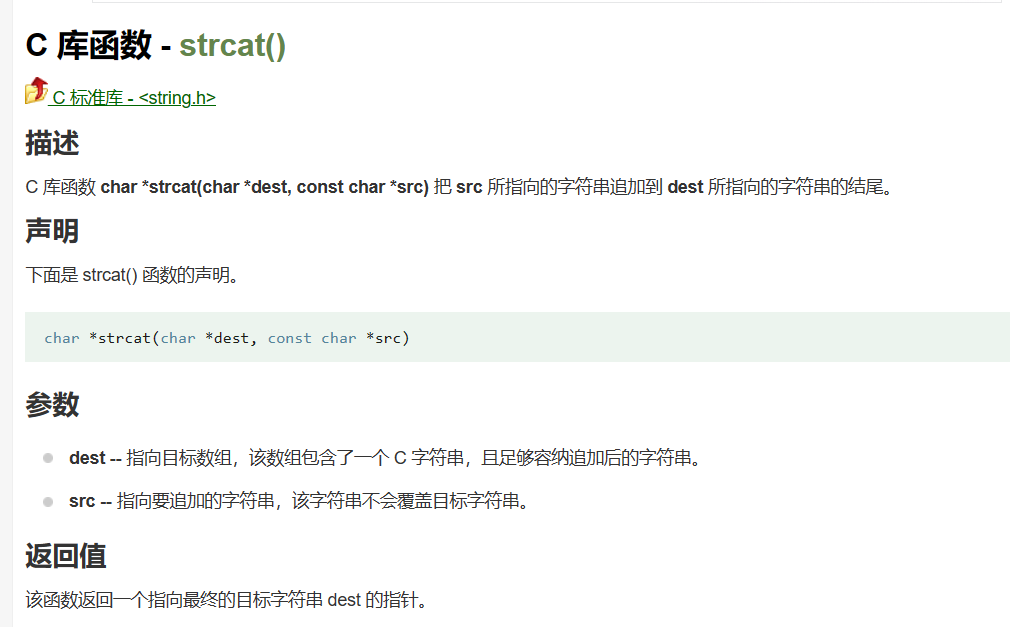 C 库函数 - strcat()
C 标准库 - <string.h>
描述
C 库函数 char *strcat(char *dest, const char *src) 把 src 所指向的字符串追加到 dest 所指向的字符串的结尾。
声明
下面是 strcat() 函数的声明。
char *strcat(char *dest, const char *src)
参数
dest -- 指向目标数组，该数组包含了一个 C 字符串，且足够容纳追加后的字符串。
src -- 指向要追加的字符串，该字符串不会覆盖目标字符串。
返回值
该函数返回一个指向最终的目标字符串 dest 的指针。